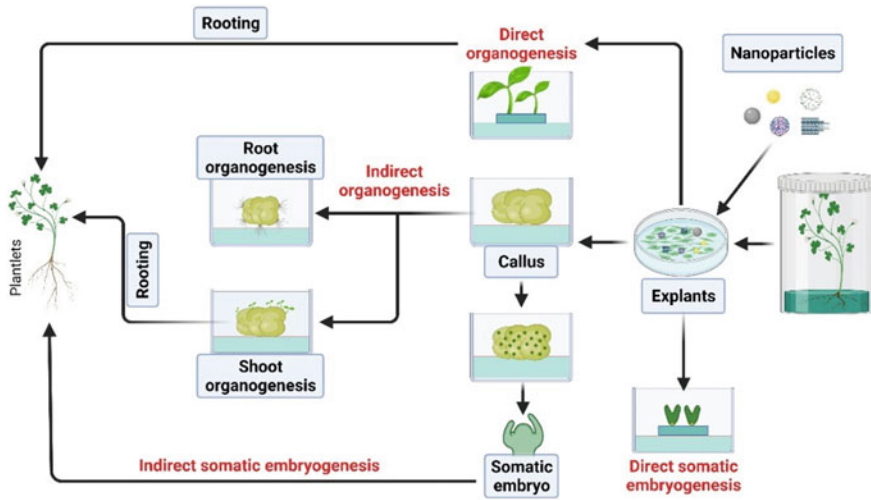 Rooting
Direct
organogenesis
Nanoparticles
Root
organogenesis
Indirect
organogenesis
Plantlets
Rooting
Callus
Explants
Shoot
organogenesis
Indirect somatic embryogenesis
Somatic
embryo
Direct somatic
embryogenesis